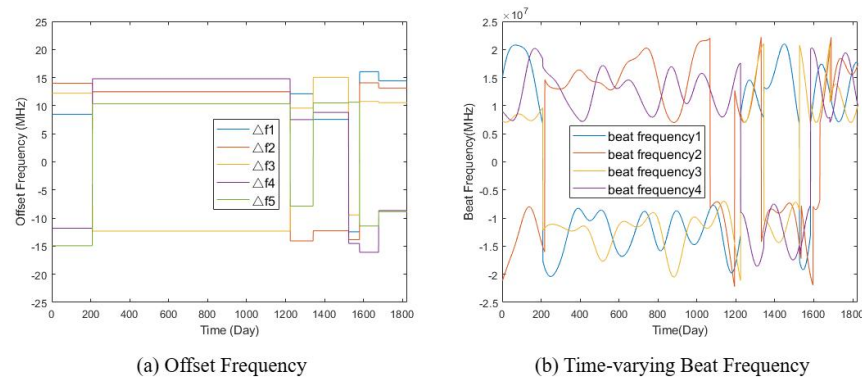 25
20
15
10
5
0
-5
-10
-15
-20
-25
Offset Frequency (MHz)
△f1
△f2
△f3
△f4
△f5
0 200 400 600 800 1000 1200 1400 1600 1800
Time (Day)
(a) Offset Frequency
×10⁷
2.5
2
1.5
1
0.5
0
-0.5
-1
-1.5
-2
-2.5
Beat Frequency(MHz)
beat frequency1
beat frequency2
beat frequency3
beat frequency4
0 200 400 600 800 1000 1200 1400 1600 1800
Time(Day)
(b) Time-varying Beat Frequency